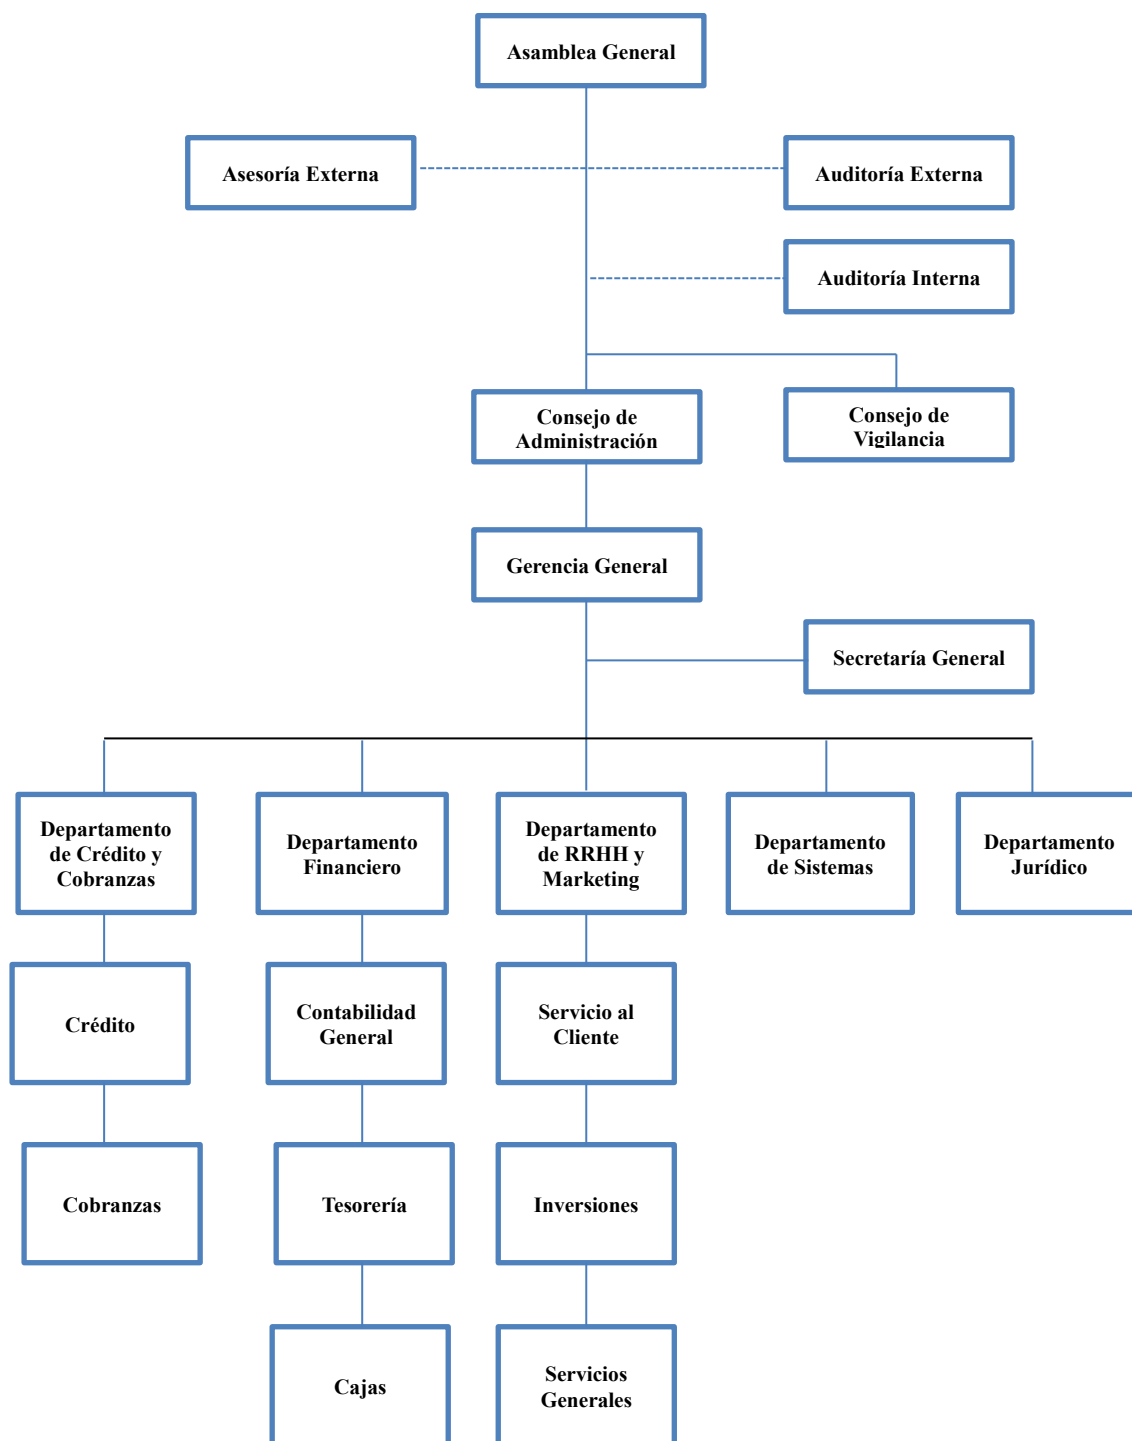 Asamblea General
Asesoría Externa
Auditoría Externa
Auditoría Interna
Consejo de
Administración
Consejo de
Vigilancia
Gerencia General
Secretaría General
Departamento
de Crédito y
Cobranzas
Departamento
Financiero
Departamento
de RRHH y
Marketing
Departamento
de Sistemas
Departamento
Jurídico
Crédito
Contabilidad
General
Servicio al
Cliente
Cobranzas
Tesorería
Inversiones
Cajas
Servicios
Generales